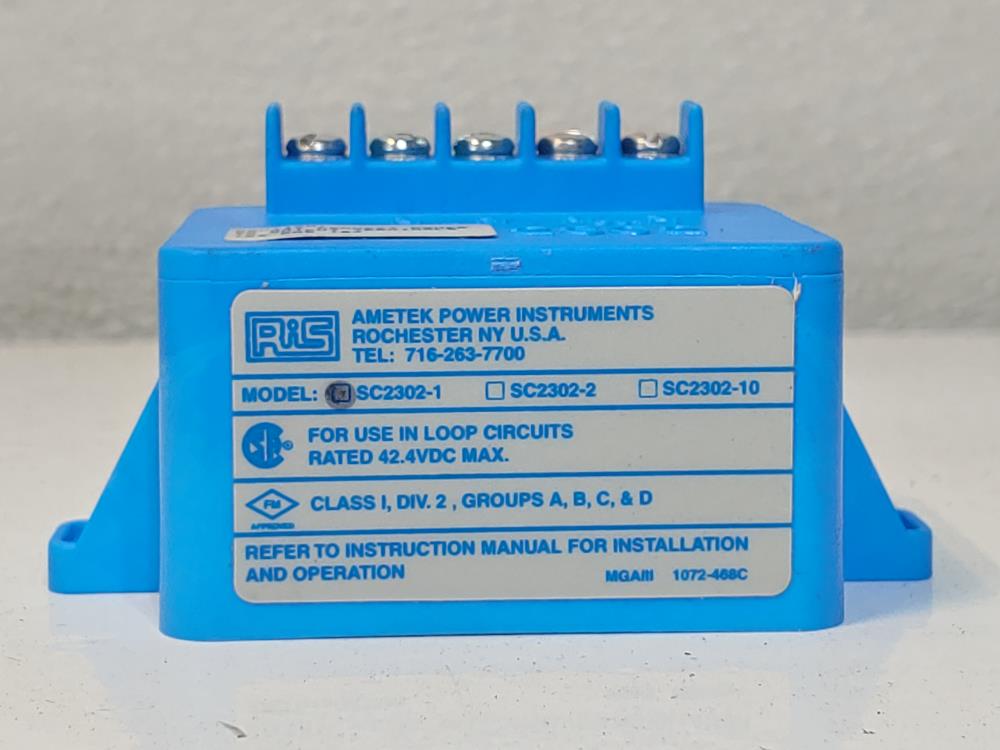 RiS
AMETEK POWER INSTRUMENTS
ROCHESTER NY U.S.A.
TEL: 716-263-7700
MODEL: SC2302-1 SC2302-2 SC2302-10
FOR USE IN LOOP CIRCUITS
RATED 42.4VDC MAX.
FM
APPROVED
CLASS I, DIV. 2 , GROUPS A, B, C, & D
REFER TO INSTRUCTION MANUAL FOR INSTALLATION
AND OPERATION
MGAIII 1072-468C